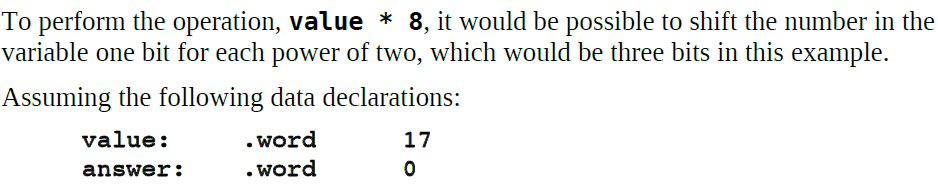 To perform the operation, value * 8, it would be possible to shift the number in the
variable one bit for each power of two, which would be three bits in this example.
Assuming the following data declarations:
value: .word 17
answer: .word 0